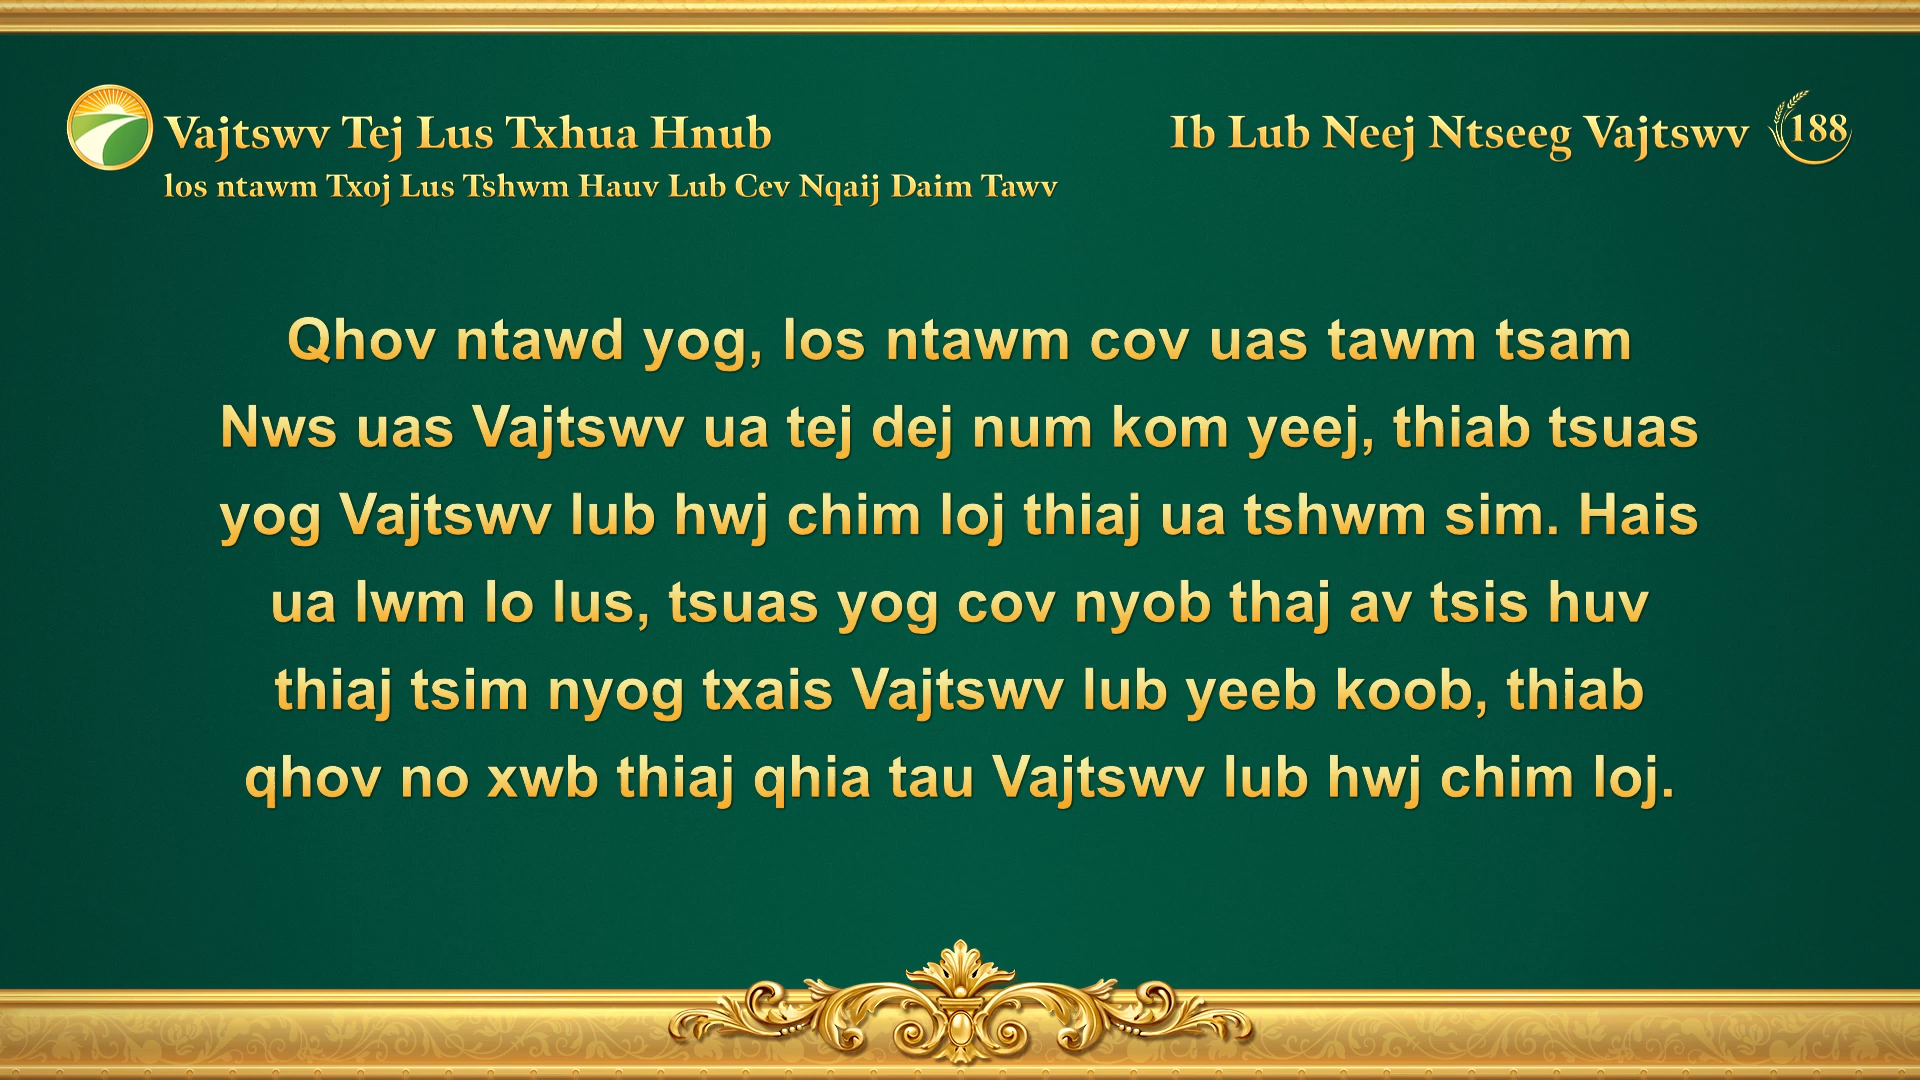 Vajtswv Tej Lus Txhua Hnub
los ntawm Txoj Lus Tshwm Hauv Lub Cev Nqaij Daim Tawv
Ib Lub Neej Ntseeg Vajtswv 188
Qhov ntawd yog, los ntawm cov uas tawm tsam
Nws uas Vajtswv ua tej dej num kom yeej, thiab tsuas
yog Vajtswv lub hwj chim loj thiaj ua tshwm sim. Hais
ua lwm lo lus, tsuas yog cov nyob thaj av tsis huv
thiaj tsim nyog txais Vajtswv lub yeeb koob, thiab
qhov no xwb thiaj qhia tau Vajtswv lub hwj chim loj.